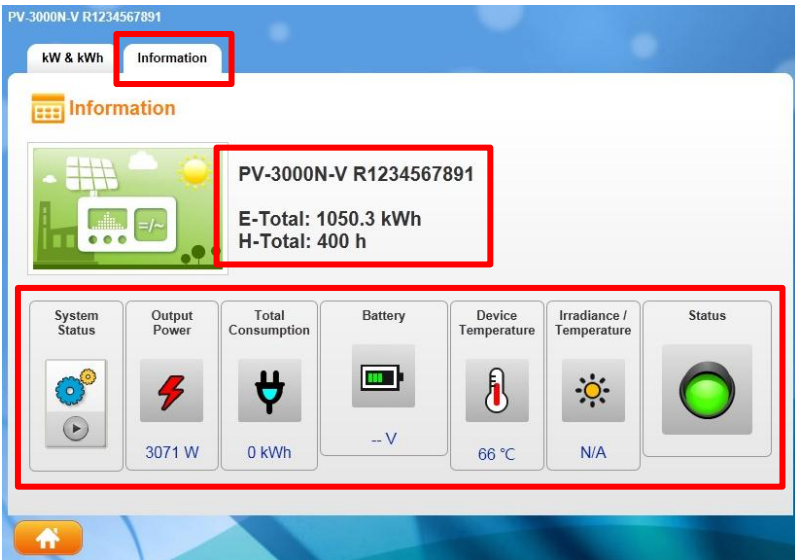 PV-3000N-V R1234567891
kW & kWh
Information
Information
PV-3000N-V R1234567891
E-Total: 1050.3 kWh
H-Total: 400 h
System
Status
Output
Power
3071 W
Total
Consumption
0 kWh
Battery
-- V
Device
Temperature
66 ℃
Irradiance /
Temperature
N/A
Status
=/~